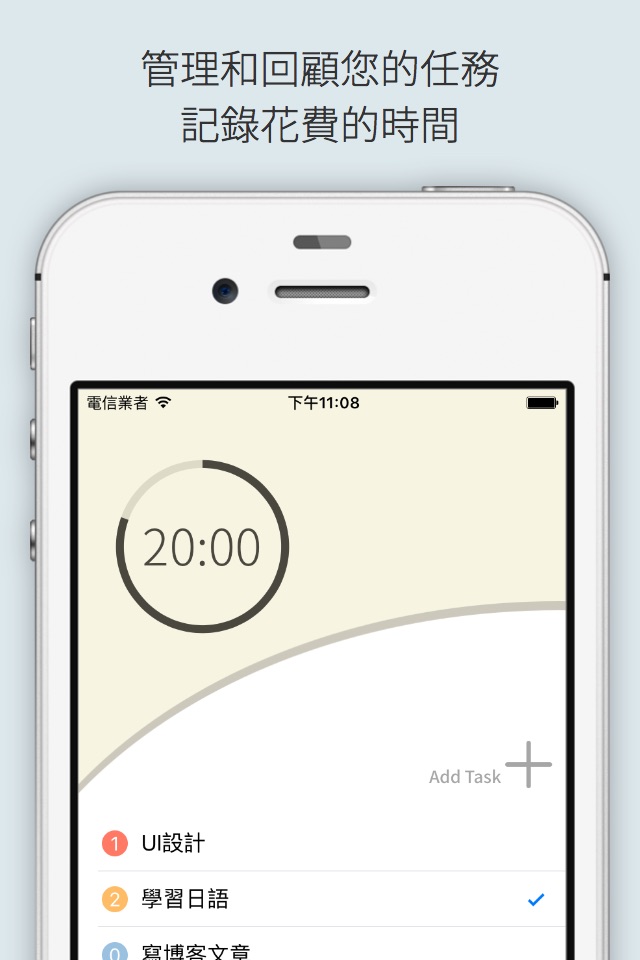 管理和回顧您的任務
記錄花費的時間
電信業者 下午11:08
20:00
Add Task
1 UI設計
2 學習日語
0 寫博客文章